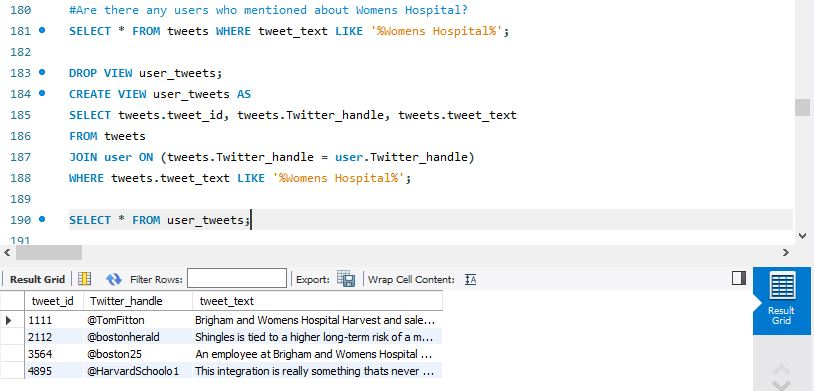 180 #Are there any users who mentioned about Womens Hospital?
181 SELECT * FROM tweets WHERE tweet_text LIKE '%Womens Hospital%';
182
183 DROP VIEW user_tweets;
184 CREATE VIEW user_tweets AS
185 SELECT tweets.tweet_id, tweets.Twitter_handle, tweets.tweet_text
186 FROM tweets
187 JOIN user ON (tweets.Twitter_handle = user.Twitter_handle)
188 WHERE tweets.tweet_text LIKE '%Womens Hospital%';
189
190 SELECT * FROM user_tweets;
191
Result Grid Filter Rows: Export: Wrap Cell Content:
tweet_id Twitter_handle tweet_text
1111 @TomFitton Brigham and Womens Hospital Harvest and sale...
2112 @bostonherald Shingles is tied to a higher long-term risk of a m...
3564 @boston25 An employee at Brigham and Womens Hospital ...
4895 @HarvardSchoolo1 This integration is really something thats never ...
Result
Grid